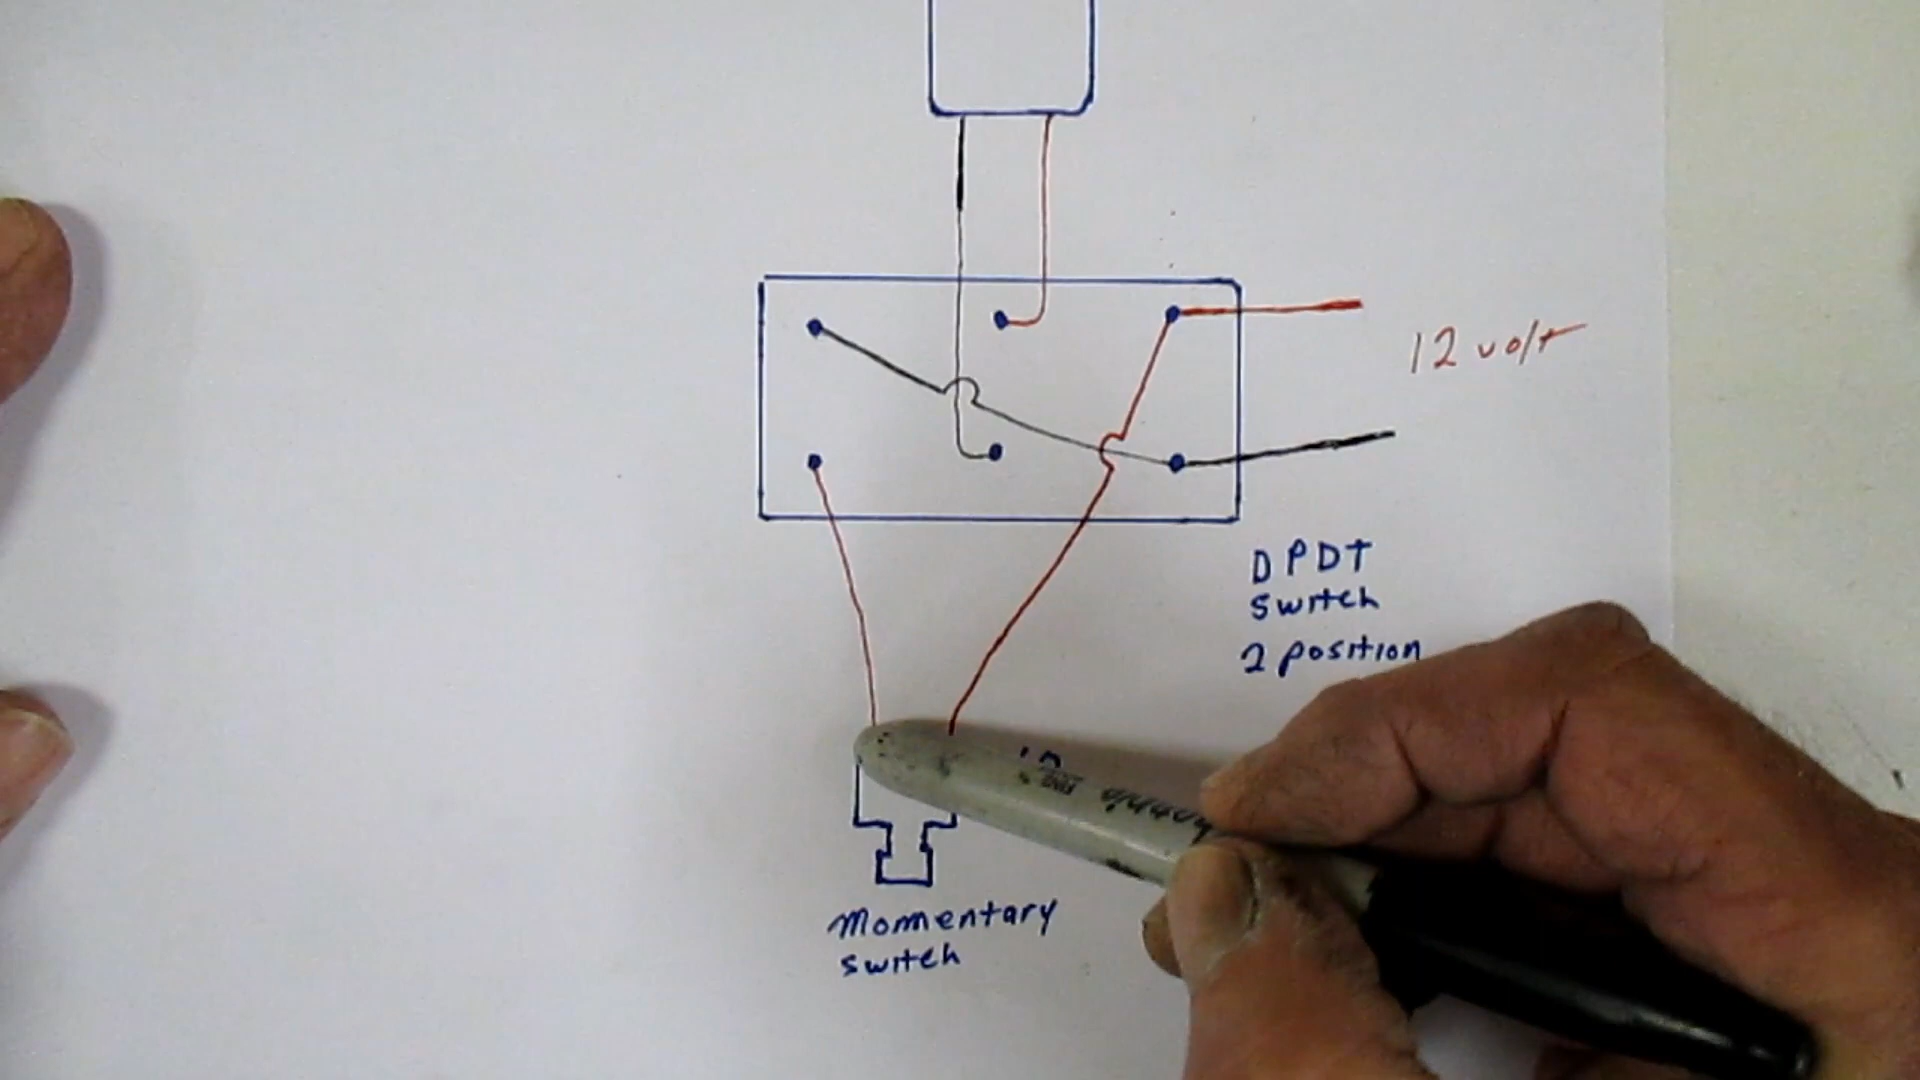 12 volt
DPDT
switch
2 position
Momentary
switch